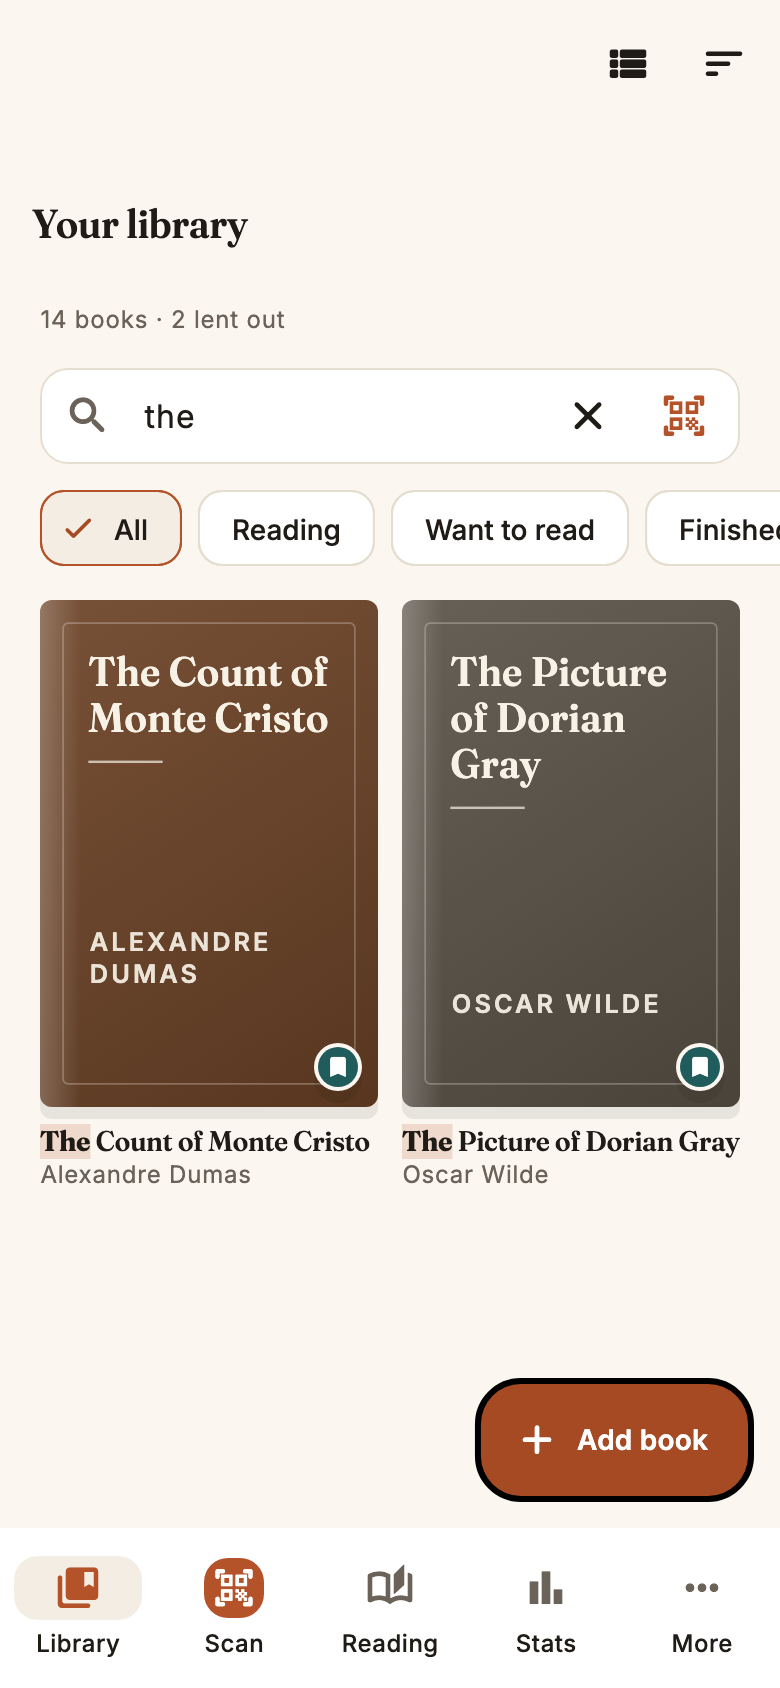 Your library
14 books · 2 lent out
the
All
Reading
Want to read
Finished
The Count of
Monte Cristo
ALEXANDRE
DUMAS
The Picture
of Dorian
Gray
OSCAR WILDE
The Count of Monte Cristo
Alexandre Dumas
The Picture of Dorian Gray
Oscar Wilde
Add book
Library
Scan
Reading
Stats
More